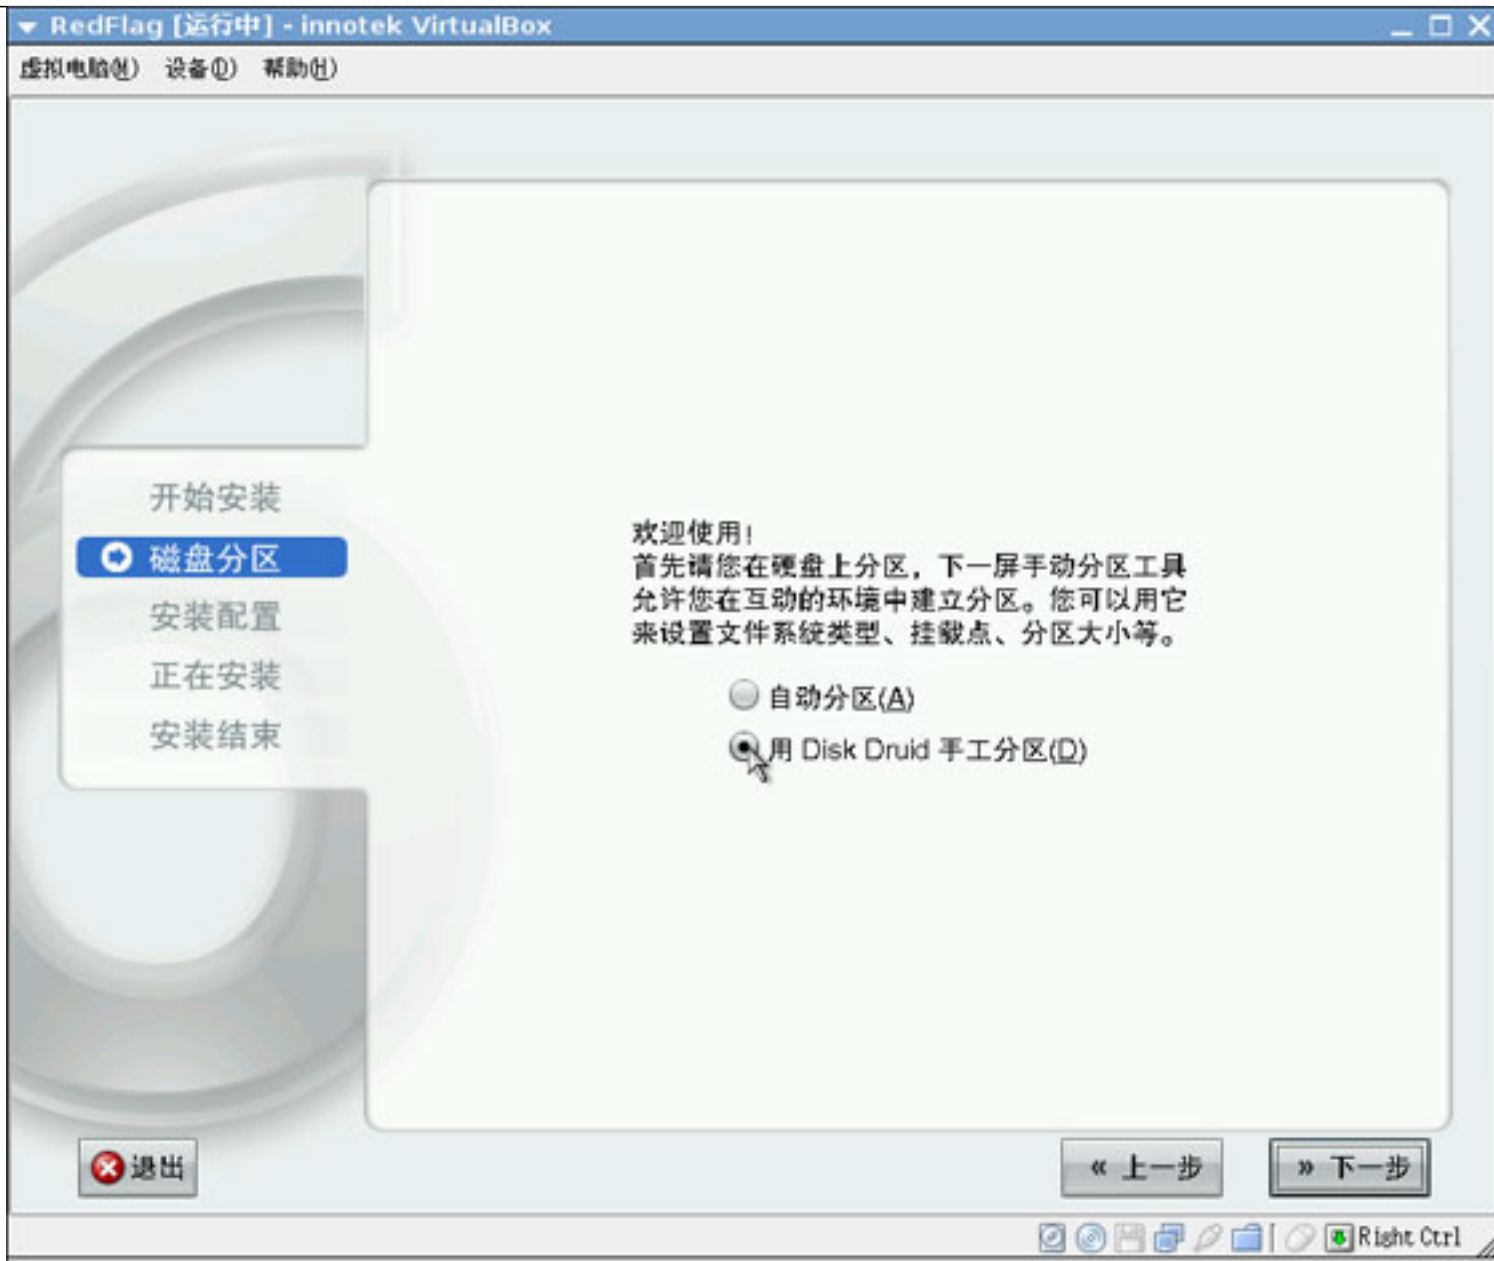 RedFlag [运行中] - innotek VirtualBox
虚拟电脑(M) 设备(D) 帮助(H)
开始安装
磁盘分区
安装配置
正在安装
安装结束
欢迎使用!
首先请您在硬盘上分区，下一屏手动分区工具
允许您在互动的环境中建立分区。您可以用它
来设置文件系统类型、挂载点、分区大小等。
自动分区(A)
用 Disk Druid 手工分区(D)
退出
« 上一步
» 下一步
Right Ctrl